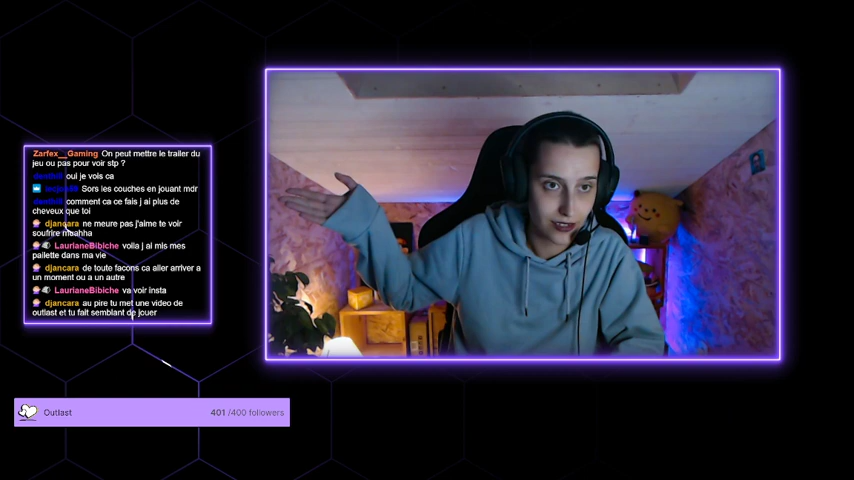 Zarfex__Gaming On peut mettre le trailer du
jeu ou pas pour voir stp ?
oui je vois ca
Sors les couches en jouant mdr
comment ca ce fais j ai plus de
cheveux que toi
djancara ne meure pas j'aime te voir
soufrire muahha
LaurianeBibiche voila j ai mis mes
pailette dans ma vie
djancara de toute facons ca aller arriver a
un moment ou a un autre
LaurianeBibiche va voir insta
djancara au pire tu met une video de
outlast et tu fait semblant de jouer
Outlast 401 /400 followers